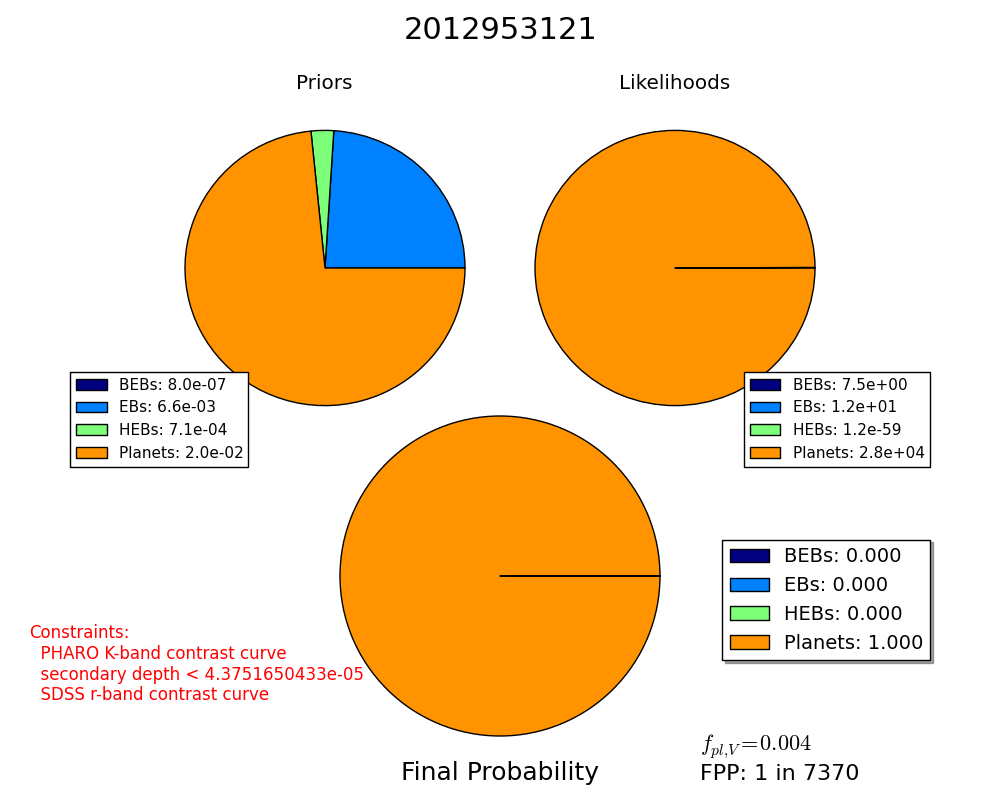 2012953121
Priors
Likelihoods
BEBs: 8.0e-07
EBs: 6.6e-03
HEBs: 7.1e-04
Planets: 2.0e-02
BEBs: 7.5e+00
EBs: 1.2e+01
HEBs: 1.2e-59
Planets: 2.8e+04
BEBs: 0.000
EBs: 0.000
HEBs: 0.000
Planets: 1.000
Constraints:
PHARO K-band contrast curve
secondary depth < 4.3751650433e-05
SDSS r-band contrast curve
f_{pl,V}=0.004
Final Probability
FPP: 1 in 7370